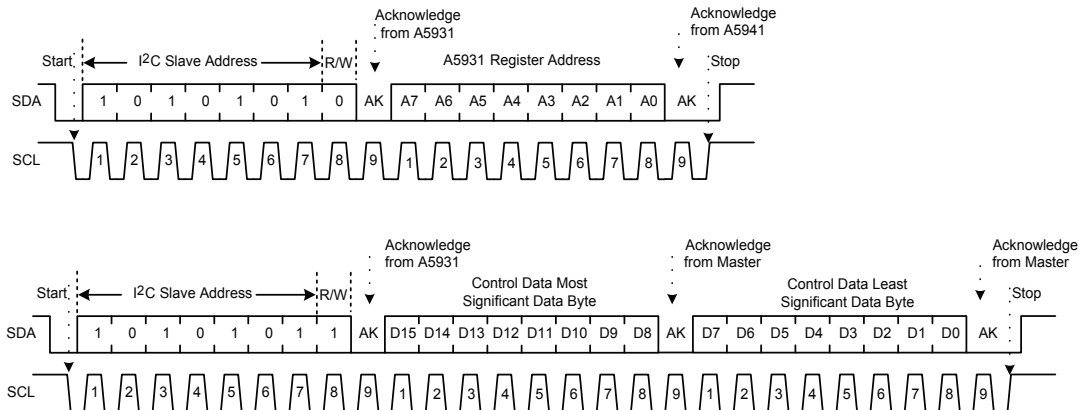 Acknowledge
from A5931
Acknowledge
from A5941
Start
I2C Slave Address
R/W
A5931 Register Address
Stop
SDA
1 0 1 0 1 0 1 0 AK A7 A6 A5 A4 A3 A2 A1 A0 AK
SCL
1 2 3 4 5 6 7 8 9 1 2 3 4 5 6 7 8 9
Acknowledge
from A5931
Acknowledge
from Master
Acknowledge
from Master
Start
I2C Slave Address
R/W
Control Data Most
Significant Data Byte
Control Data Least
Significant Data Byte
Stop
SDA
1 0 1 0 1 0 1 1 AK D15 D14 D13 D12 D11 D10 D9 D8 AK D7 D6 D5 D4 D3 D2 D1 D0 AK
SCL
1 2 3 4 5 6 7 8 9 1 2 3 4 5 6 7 8 9 1 2 3 4 5 6 7 8 9